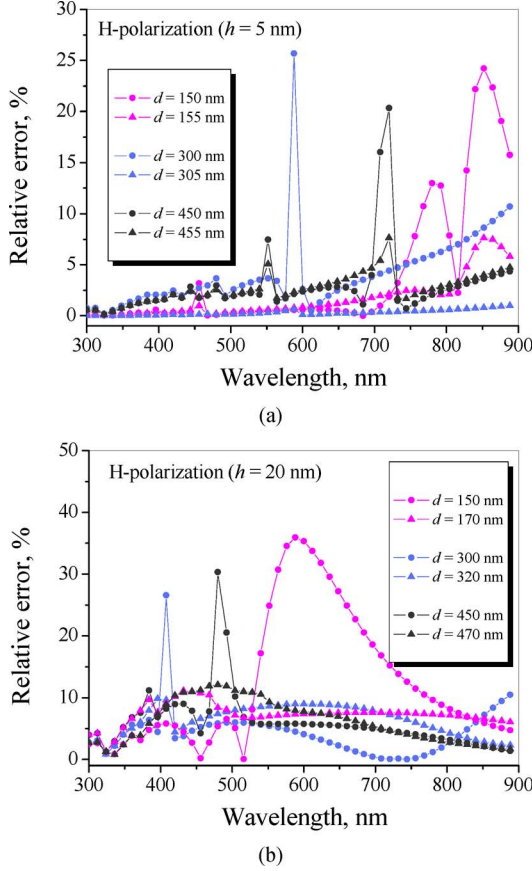 H-polarization (h = 5 nm)
Relative error, %
30
25
20
15
10
5
0
d = 150 nm
d = 155 nm
d = 300 nm
d = 305 nm
d = 450 nm
d = 455 nm
300 400 500 600 700 800 900
Wavelength, nm
(a)
H-polarization (h = 20 nm)
Relative error, %
50
40
30
20
10
0
d = 150 nm
d = 170 nm
d = 300 nm
d = 320 nm
d = 450 nm
d = 470 nm
300 400 500 600 700 800 900
Wavelength, nm
(b)